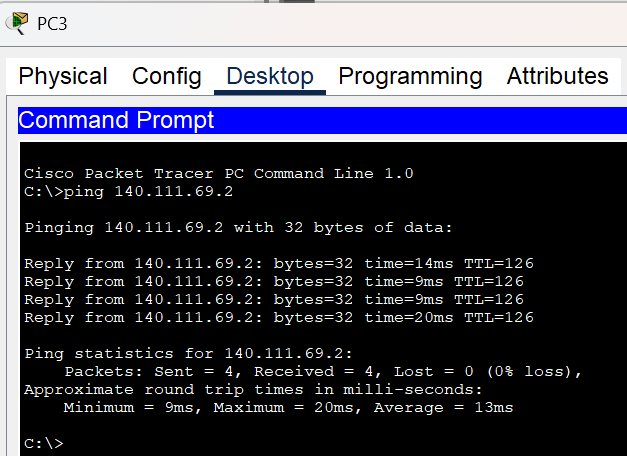 PC3
Physical Config Desktop Programming Attributes
Command Prompt
Cisco Packet Tracer PC Command Line 1.0
C:\>ping 140.111.69.2
Pinging 140.111.69.2 with 32 bytes of data:
Reply from 140.111.69.2: bytes=32 time=14ms TTL=126
Reply from 140.111.69.2: bytes=32 time=9ms TTL=126
Reply from 140.111.69.2: bytes=32 time=9ms TTL=126
Reply from 140.111.69.2: bytes=32 time=20ms TTL=126
Ping statistics for 140.111.69.2:
    Packets: Sent = 4, Received = 4, Lost = 0 (0% loss),
Approximate round trip times in milli-seconds:
    Minimum = 9ms, Maximum = 20ms, Average = 13ms
C:\>